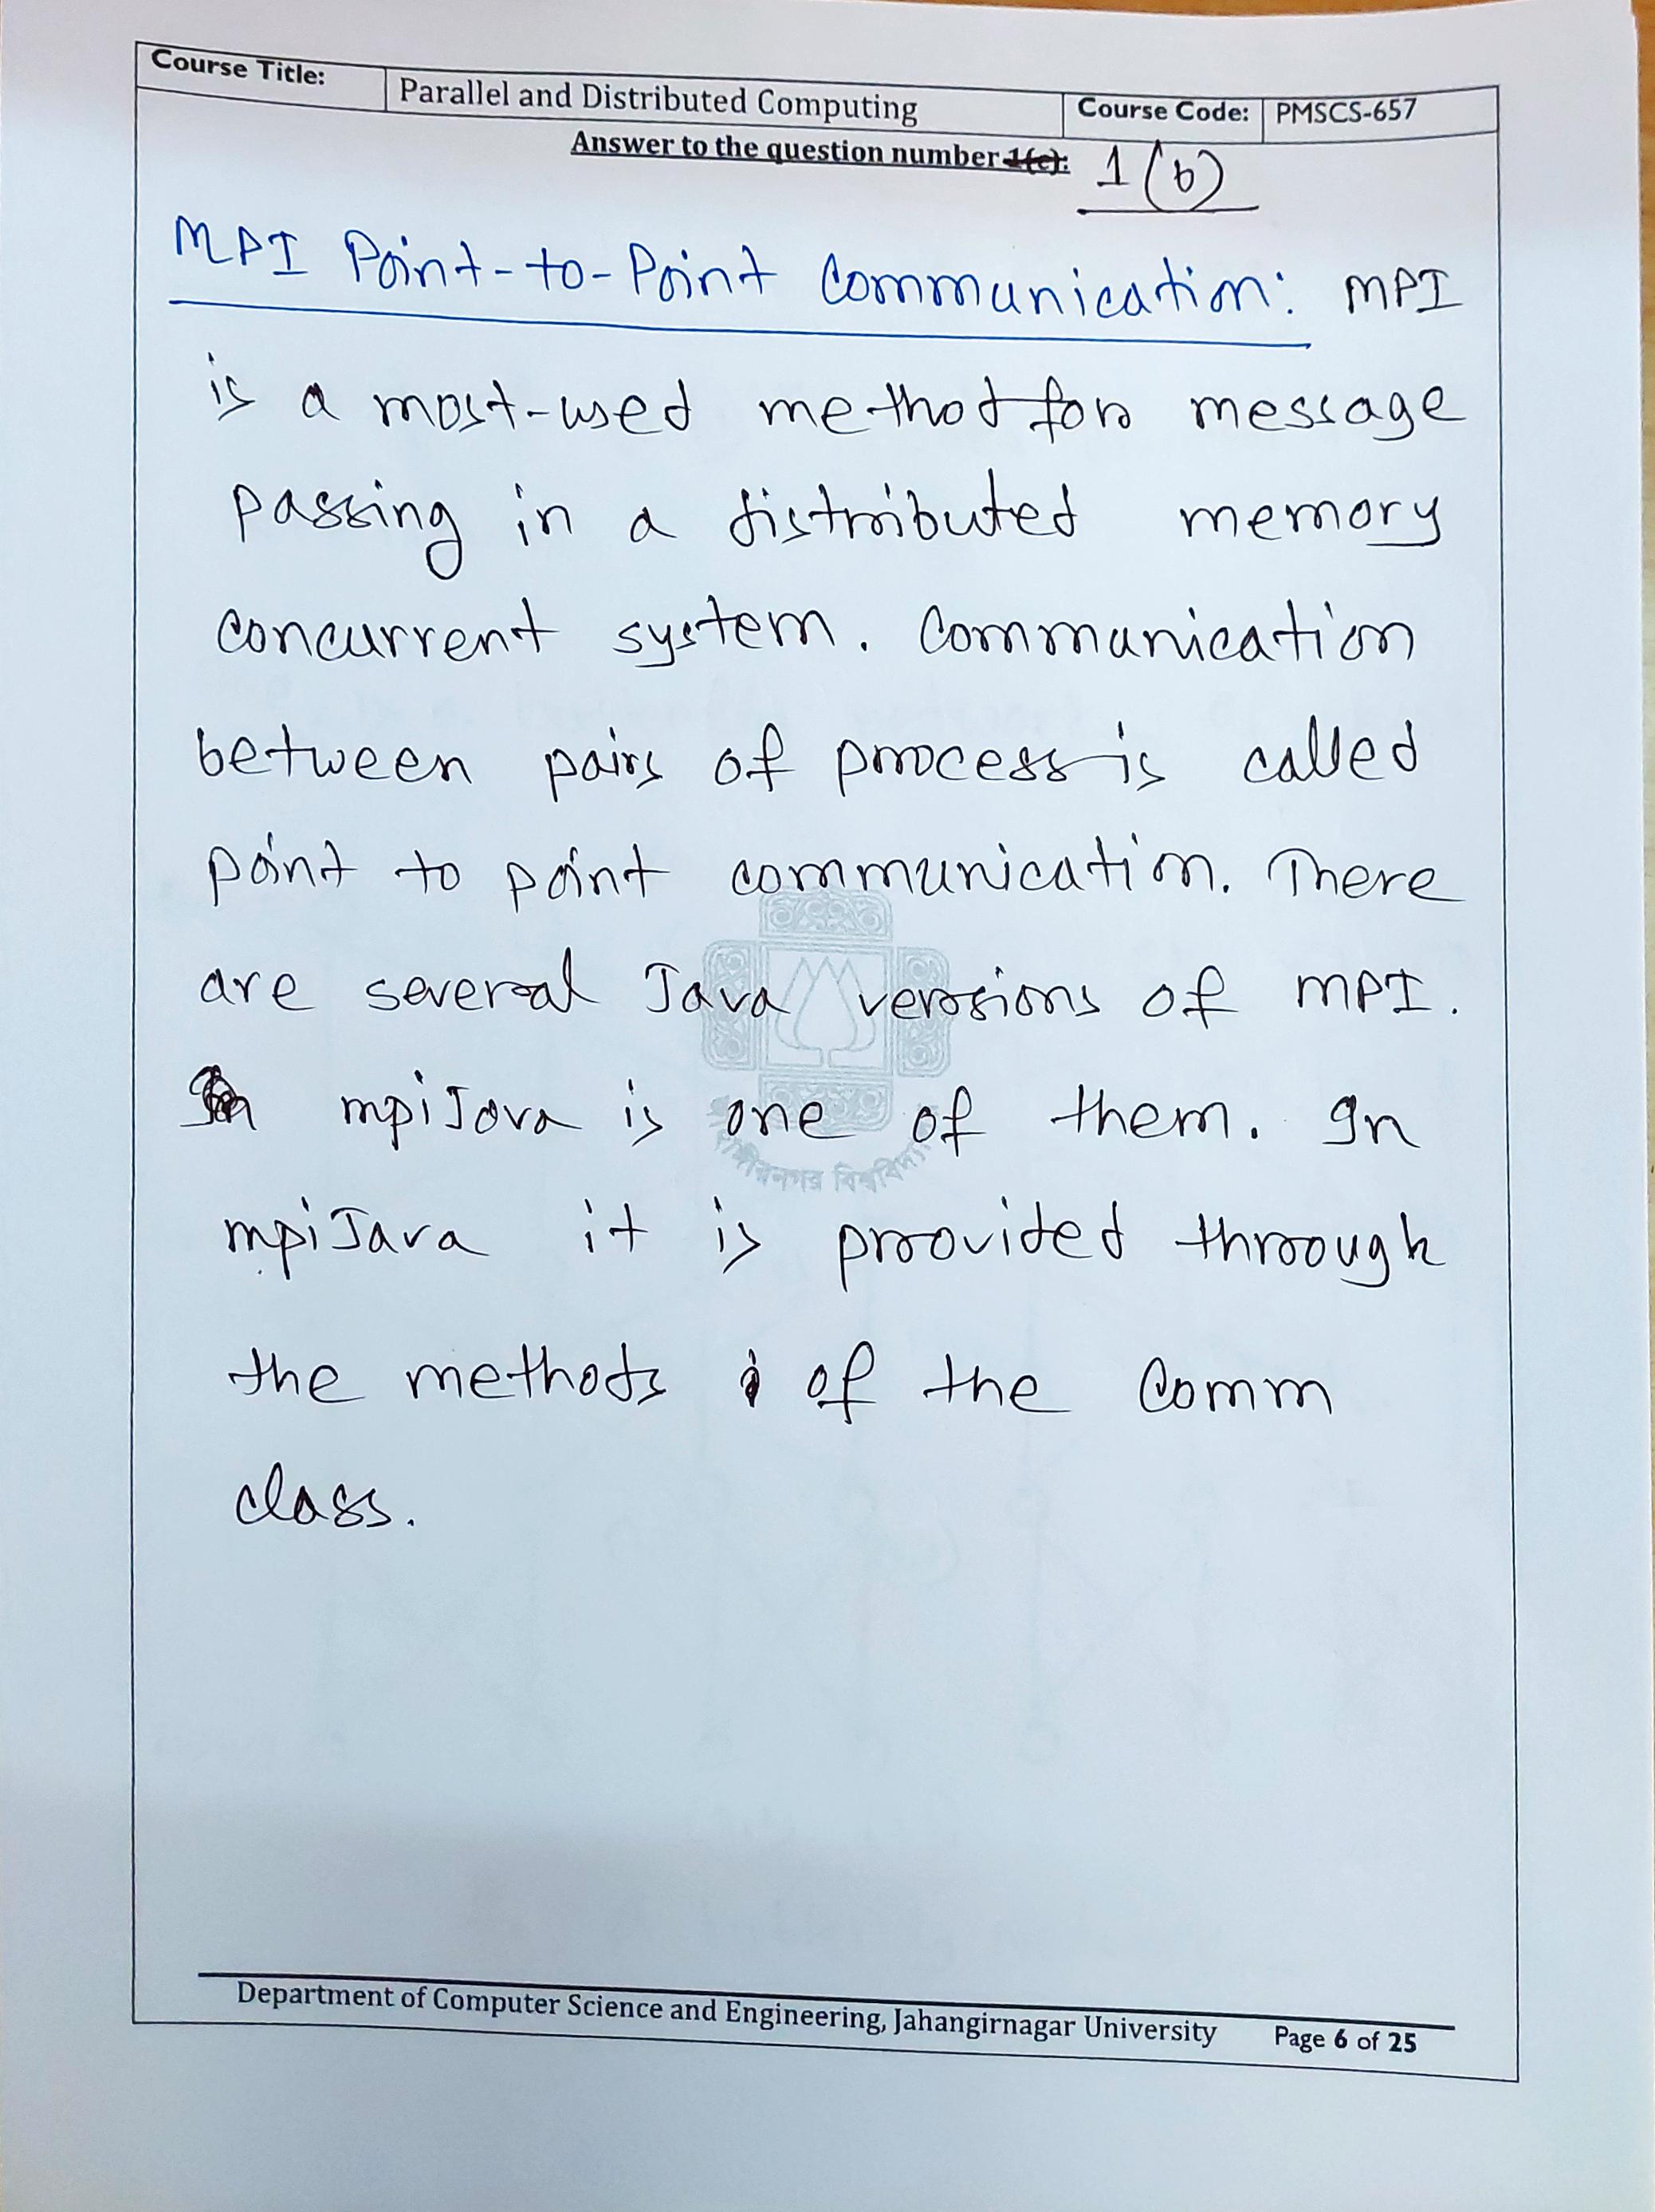 Course Title: Parallel and Distributed Computing Course Code: PMSCS-657
Answer to the question number 1(c): 1(b)
MPI Point-to-Point Communication: MPI
is a most-used method for message
passing in a distributed memory
concurrent system. Communication
between pairs of process is called
point to point communication. There
are several Java versions of MPI.
mpiJava is one of them. In
mpiJava it is provided through
the methods of the Comm
class.
Department of Computer Science and Engineering, Jahangirnagar University Page 6 of 25